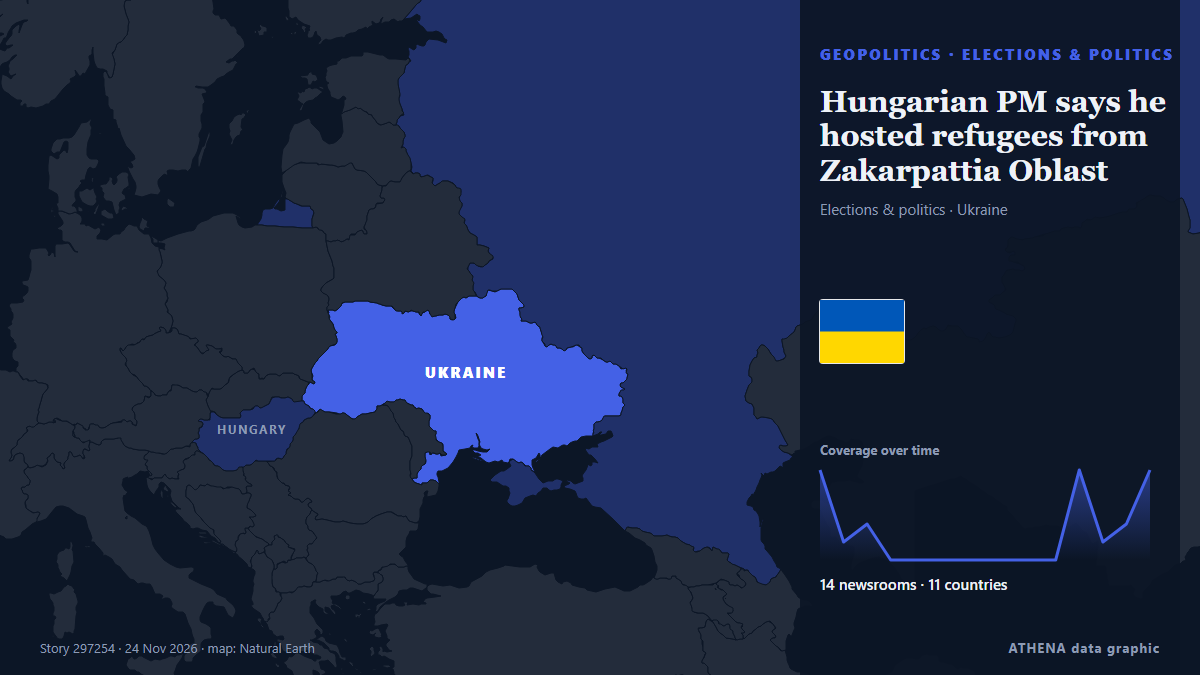 GEOPOLITICS · ELECTIONS & POLITICS
Hungarian PM says he
hosted refugees from
Zakarpattia Oblast
Elections & politics · Ukraine
UKRAINE
HUNGARY
Coverage over time
14 newsrooms · 11 countries
Story 297254 · 24 Nov 2026 · map: Natural Earth
ATHENA data graphic